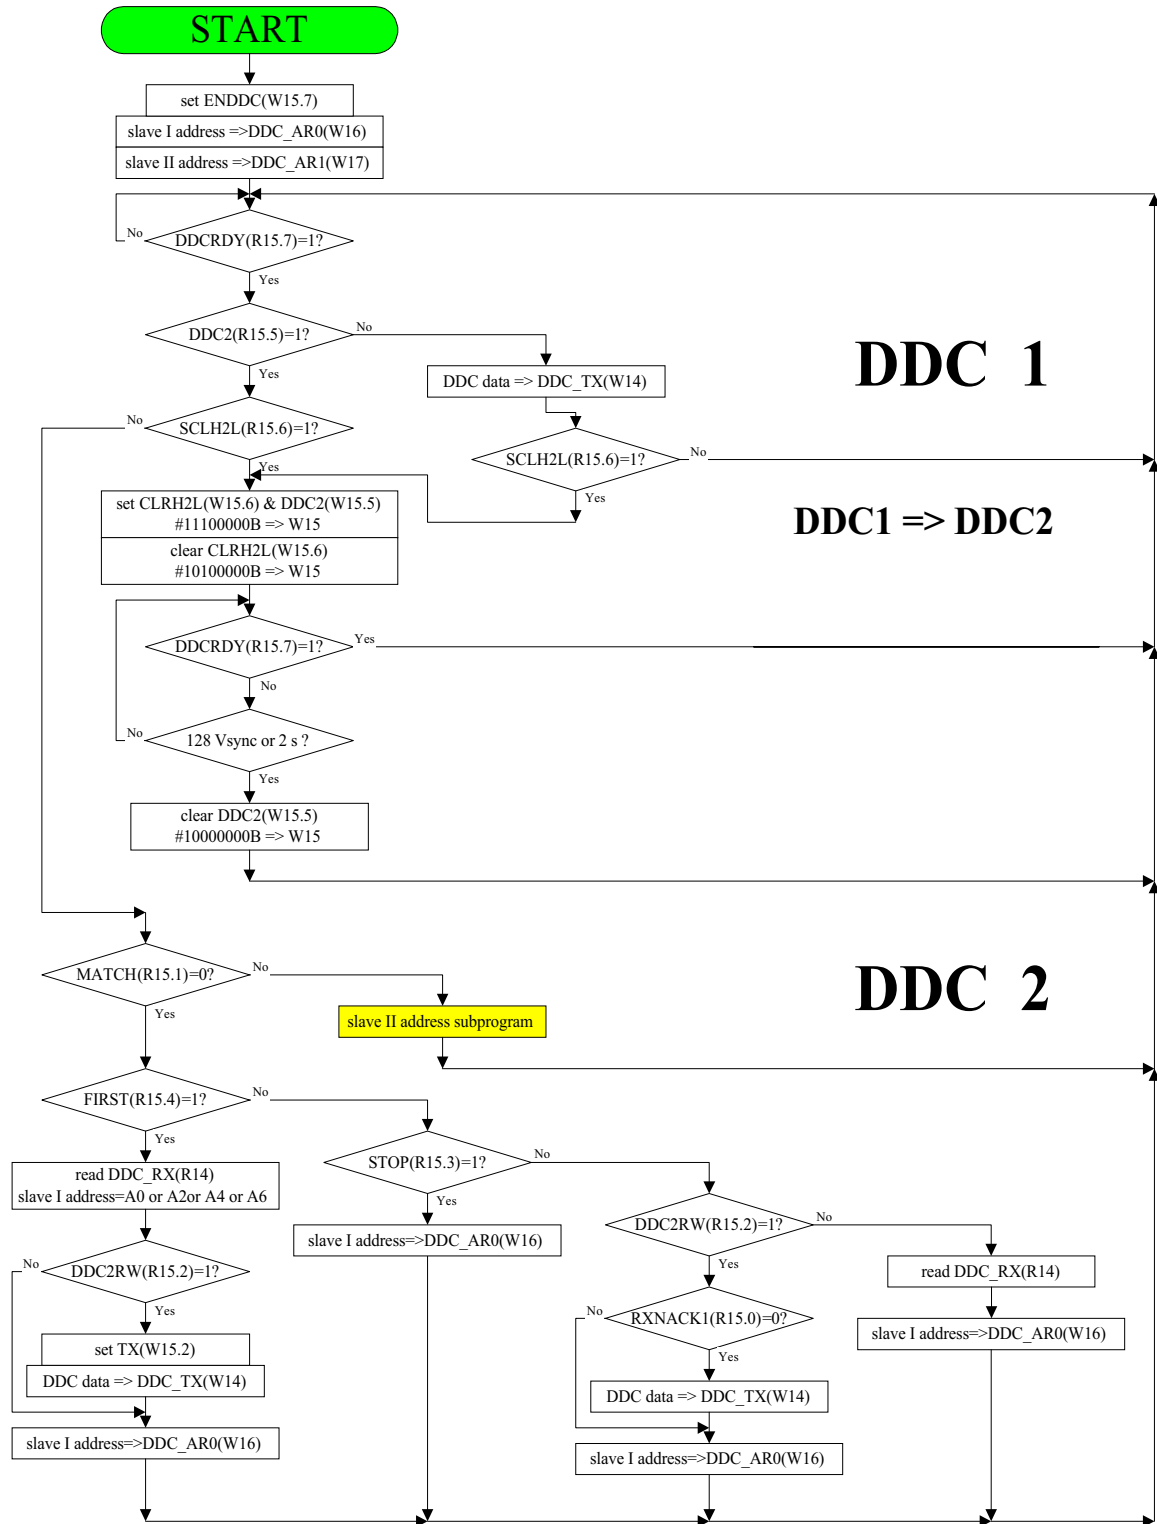 START
set ENDDC(W15.7)
slave I address =>DDC_AR0(W16)
slave II address =>DDC_AR1(W17)
No
DDCRDY(R15.7)=1?
Yes
DDC2(R15.5)=1?
No
Yes
DDC data => DDC_TX(W14)
DDC 1
No
SCLH2L(R15.6)=1?
Yes
SCLH2L(R15.6)=1?
No
Yes
set CLRH2L(W15.6) & DDC2(W15.5)
#11100000B => W15
clear CLRH2L(W15.6)
#10100000B => W15
DDC1 => DDC2
DDCRDY(R15.7)=1?
Yes
No
No
128 Vsync or 2 s ?
Yes
clear DDC2(W15.5)
#10000000B => W15
MATCH(R15.1)=0?
No
Yes
DDC 2
slave II address subprogram
FIRST(R15.4)=1?
No
Yes
read DDC_RX(R14)
slave I address=A0 or A2or A4 or A6
STOP(R15.3)=1?
No
Yes
slave I address=>DDC_AR0(W16)
DDC2RW(R15.2)=1?
No
Yes
read DDC_RX(R14)
slave I address=>DDC_AR0(W16)
No
DDC2RW(R15.2)=1?
Yes
No
RXNACK1(R15.0)=0?
Yes
set TX(W15.2)
DDC data => DDC_TX(W14)
DDC data => DDC_TX(W14)
slave I address=>DDC_AR0(W16)
slave I address=>DDC_AR0(W16)